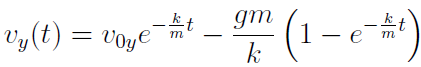 v_y(t) = v_{0y}e^{-\frac{k}{m}t} - \frac{gm}{k}\left(1 - e^{-\frac{k}{m}t}\right)